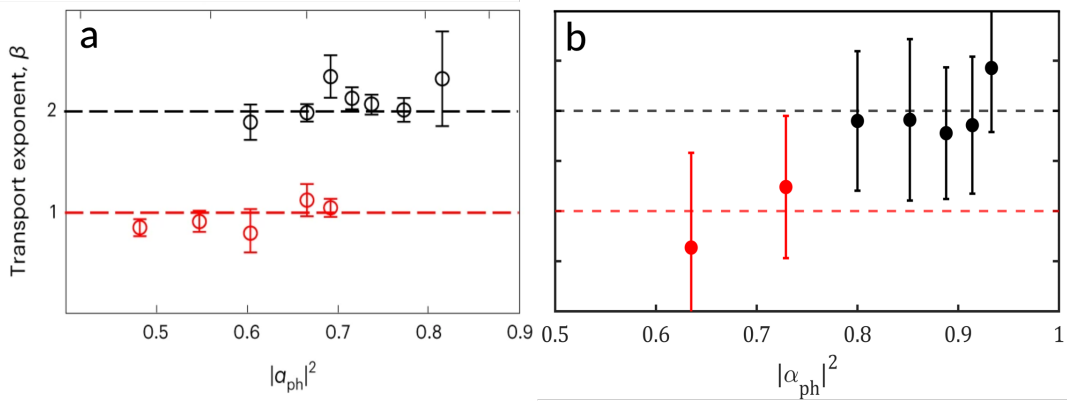 a
Transport exponent, β
2
1
0.5 0.6 0.7 0.8 0.9
|αph|²
b
0.5 0.6 0.7 0.8 0.9 1
|αph|²